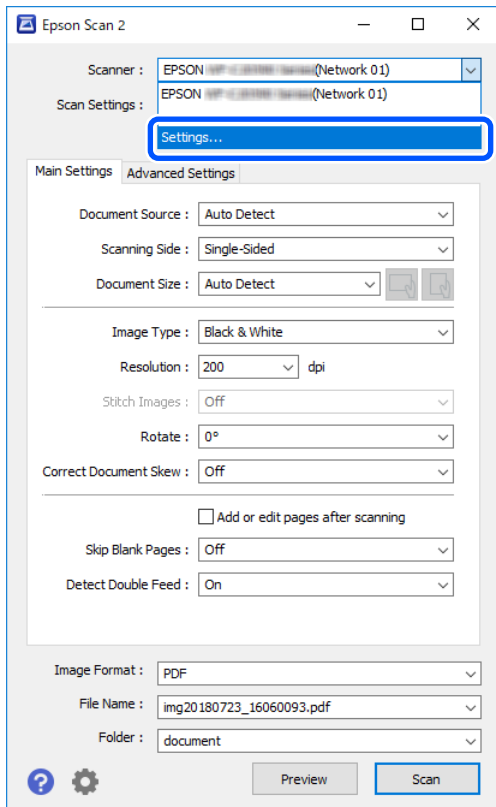 Epson Scan 2
Scanner : EPSON (Network 01)
EPSON (Network 01)
Scan Settings :
Settings...
Main Settings Advanced Settings
Document Source : Auto Detect
Scanning Side : Single-Sided
Document Size : Auto Detect
Image Type : Black & White
Resolution : 200 dpi
Stitch Images : Off
Rotate : 0°
Correct Document Skew : Off
Add or edit pages after scanning
Skip Blank Pages : Off
Detect Double Feed : On
Image Format : PDF
File Name : img20180723_16060093.pdf
Folder : document
? Preview Scan